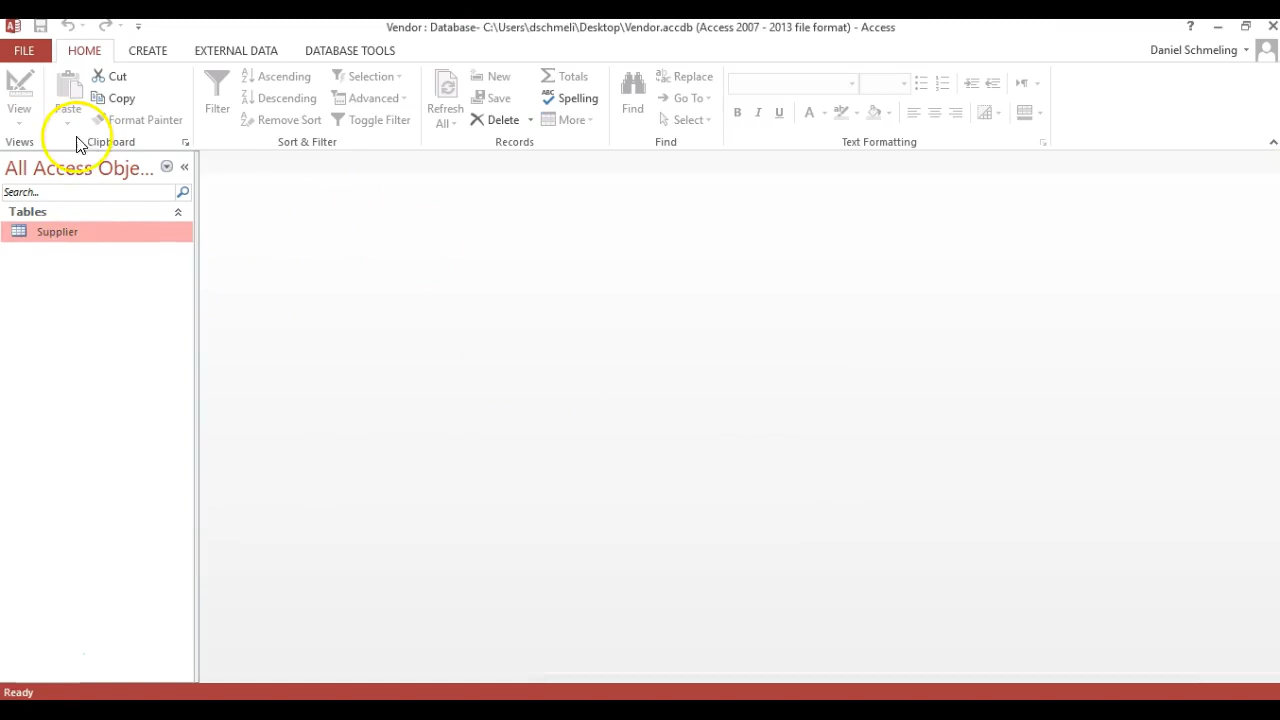 Vendor : Database- C:\Users\dschmeli\Desktop\Vendor.accdb (Access 2007 - 2013 file format) - Access
FILE HOME CREATE EXTERNAL DATA DATABASE TOOLS Daniel Schmeling
View Paste Cut Copy Format Painter
Filter Ascending Descending Remove Sort Selection Advanced Toggle Filter
Refresh All New Save Delete Totals Spelling More
Find Replace Go To Select
B I U A
Views Clipboard Sort & Filter Records Find Text Formatting
All Access Obje...
Search...
Tables
Supplier
Ready